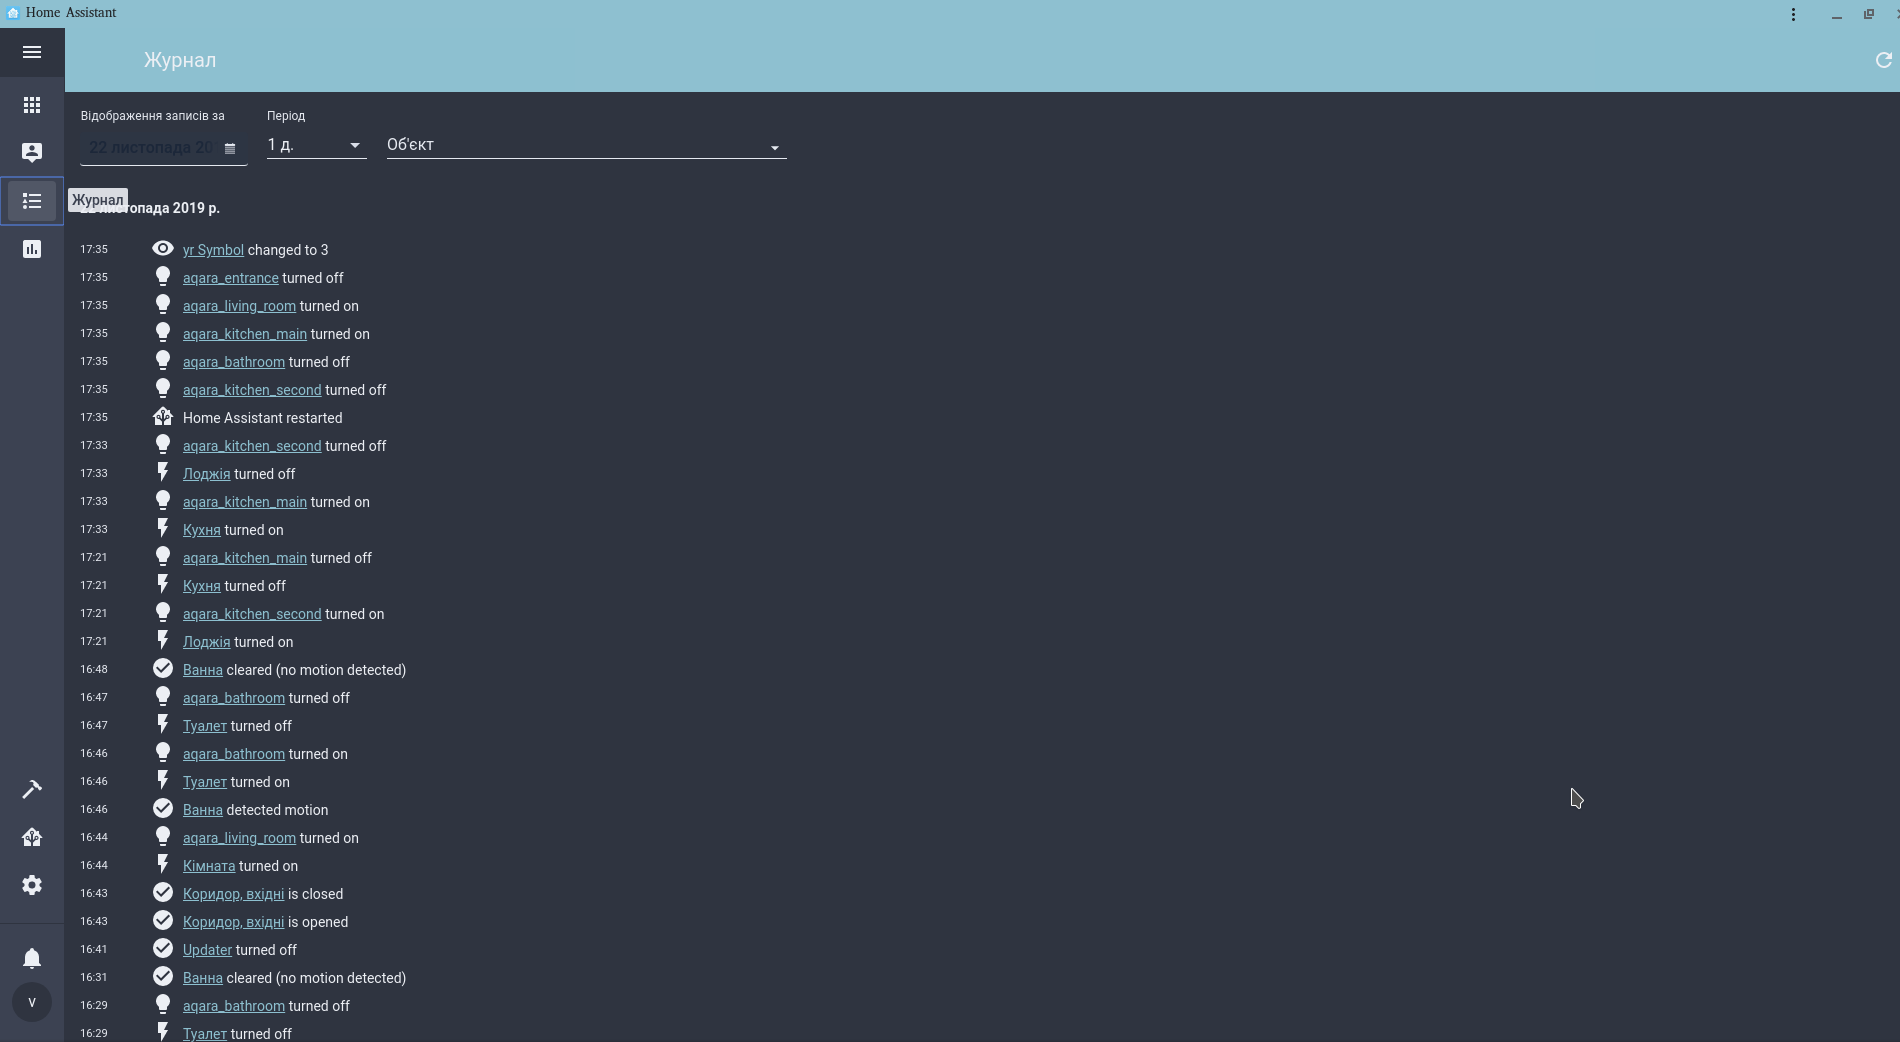 Home Assistant
Журнал
Відображення записів за
Період
22 листопада 20
1 д.
Об'єкт
Журнал
листопада 2019 р.
17:35 yr Symbol changed to 3
17:35 aqara_entrance turned off
17:35 aqara_living_room turned on
17:35 aqara_kitchen_main turned on
17:35 aqara_bathroom turned off
17:35 aqara_kitchen_second turned off
17:35 Home Assistant restarted
17:33 aqara_kitchen_second turned off
17:33 Лоджія turned off
17:33 aqara_kitchen_main turned on
17:33 Кухня turned on
17:21 aqara_kitchen_main turned off
17:21 Кухня turned off
17:21 aqara_kitchen_second turned on
17:21 Лоджія turned on
16:48 Ванна cleared (no motion detected)
16:47 aqara_bathroom turned off
16:47 Туалет turned off
16:46 aqara_bathroom turned on
16:46 Туалет turned on
16:46 Ванна detected motion
16:44 aqara_living_room turned on
16:44 Кімната turned on
16:43 Коридор, вхідні is closed
16:43 Коридор, вхідні is opened
16:41 Updater turned off
16:31 Ванна cleared (no motion detected)
16:29 aqara_bathroom turned off
16:29 Туалет turned off
V